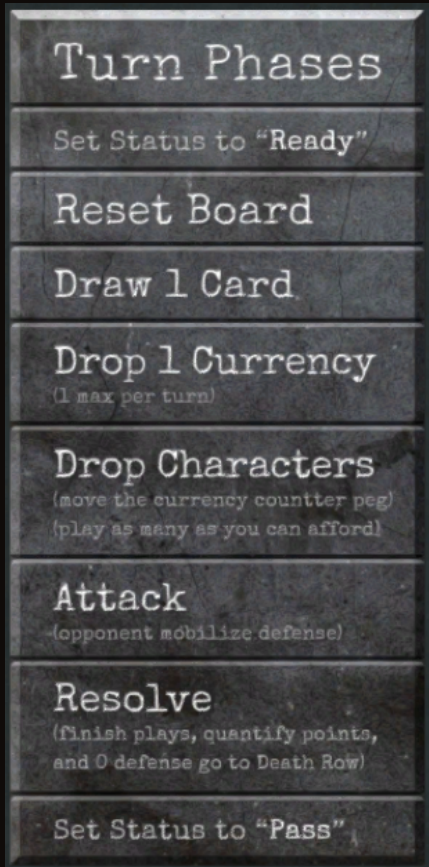 Turn Phases
Set Status to “Ready”
Reset Board
Draw 1 Card
Drop 1 Currency
(1 max per turn)
Drop Characters
(move the currency countter peg)
(play as many as you can afford)
Attack
(opponent mobilize defense)
Resolve
(finish plays, quantify points,
and 0 defense go to Death Row)
Set Status to “Pass”